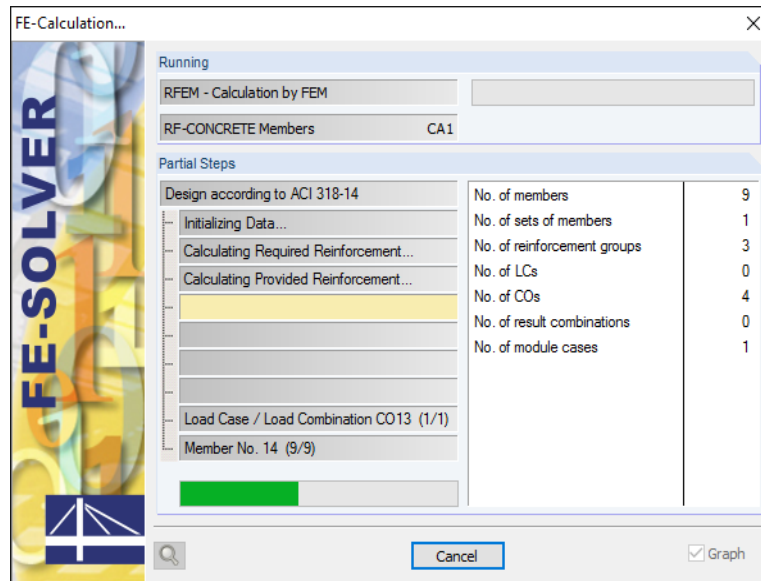 FE-Calculation...
FE-SOLVER
Running
RFEM - Calculation by FEM
RF-CONCRETE Members CA1
Partial Steps
Design according to ACI 318-14
Initializing Data...
Calculating Required Reinforcement...
Calculating Provided Reinforcement...
Load Case / Load Combination CO13 (1/1)
Member No. 14 (9/9)
No. of members 9
No. of sets of members 1
No. of reinforcement groups 3
No. of LCs 0
No. of COs 4
No. of result combinations 0
No. of module cases 1
Cancel
Graph